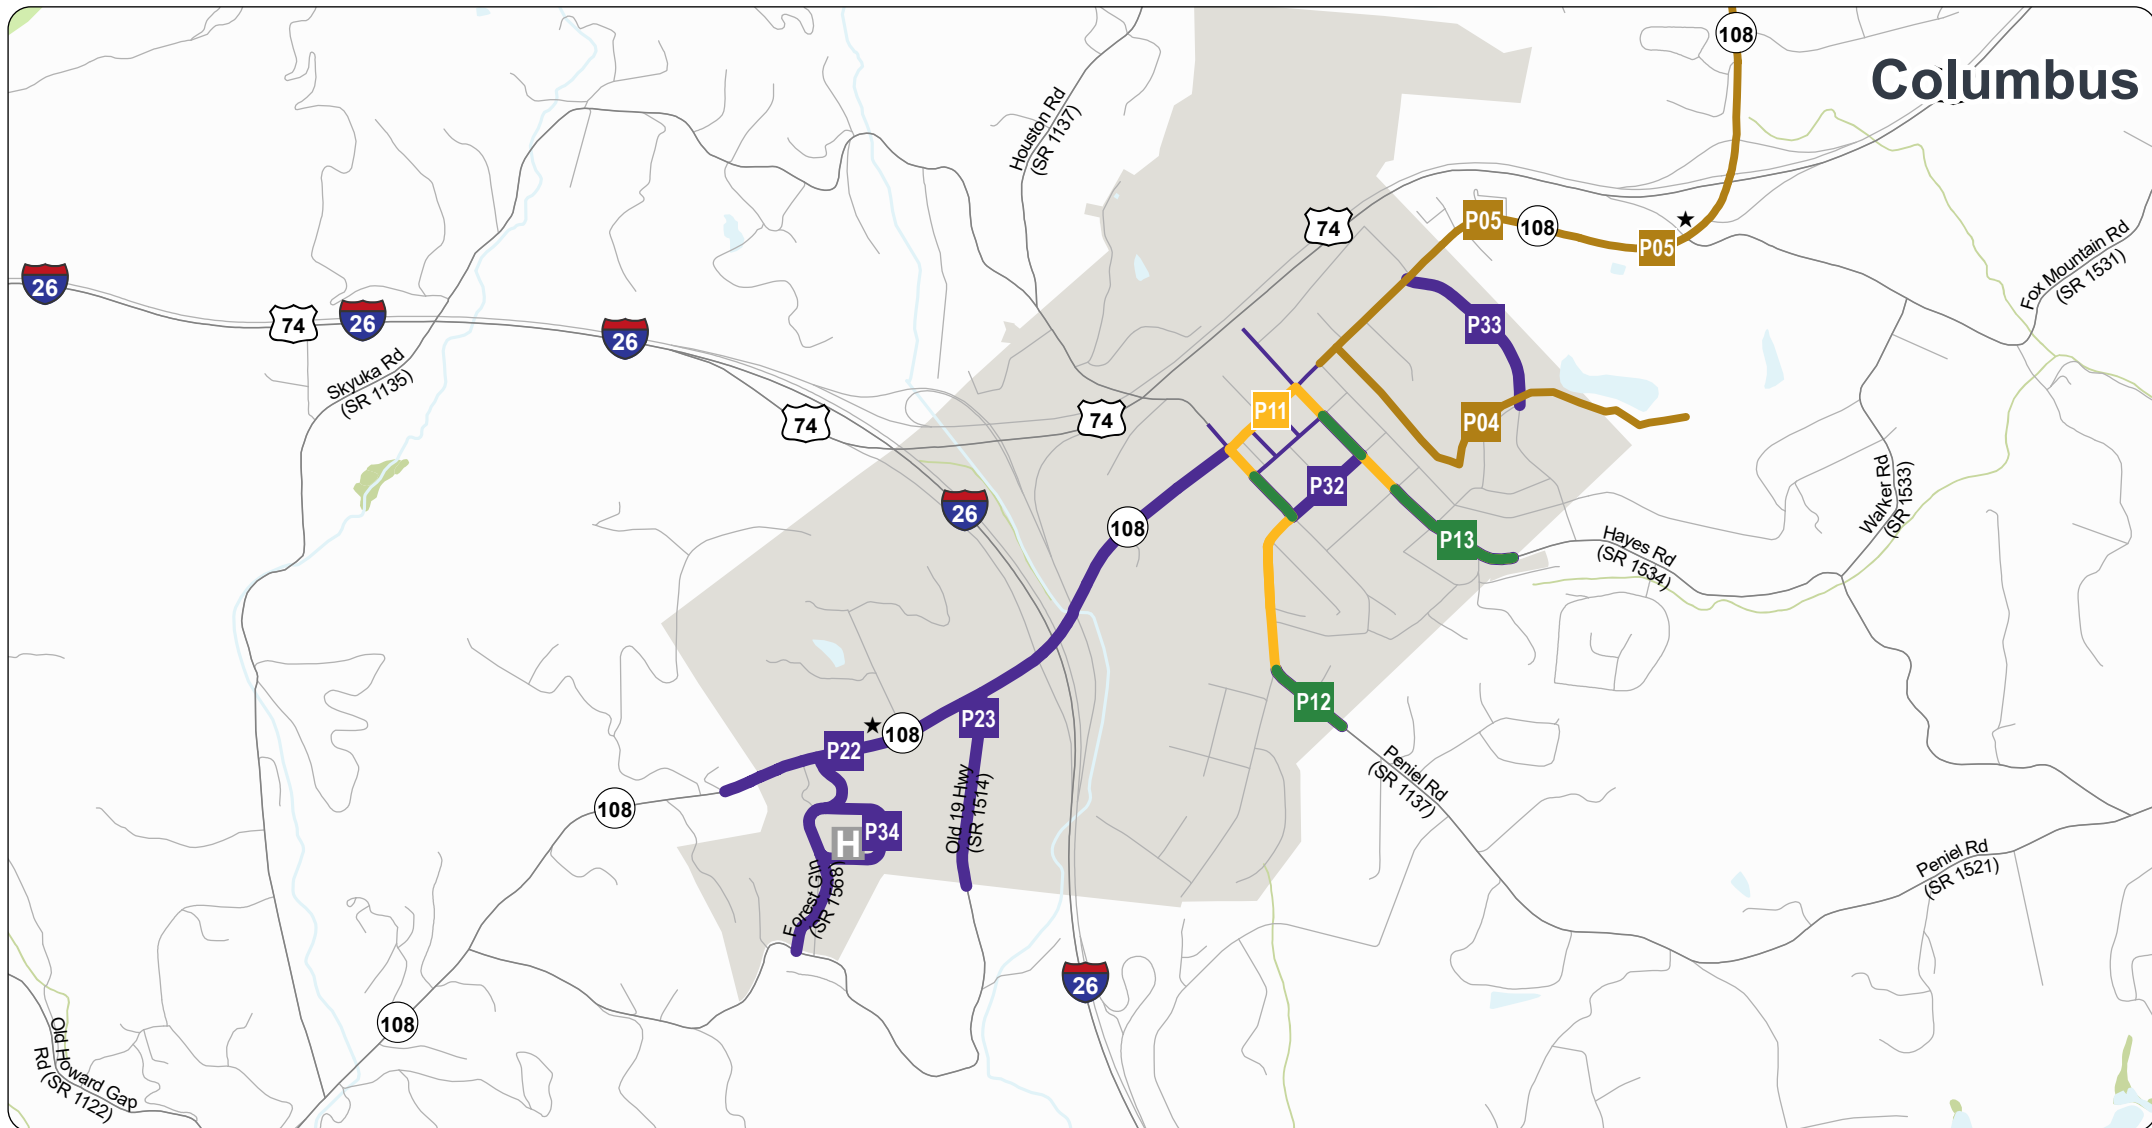 108
Columbus
Houston Rd
(SR 1137)
P05
108
P05
74
Fox Mountain Rd
(SR 1531)
26
74
26
26
P33
Skyuka Rd
(SR 1135)
74
74
P11
P04
P32
26
108
P13
Hayes Rd
(SR 1534)
Walker Rd
(SR 1533)
P12
P23
108
P22
Peniel Rd
(SR 1137)
108
P34
H
Old 19 Hwy
(SR 1514)
Forest Gln
(SR 1568)
Peniel Rd
(SR 1521)
26
108
Old Howard Gap
Rd (SR 1122)